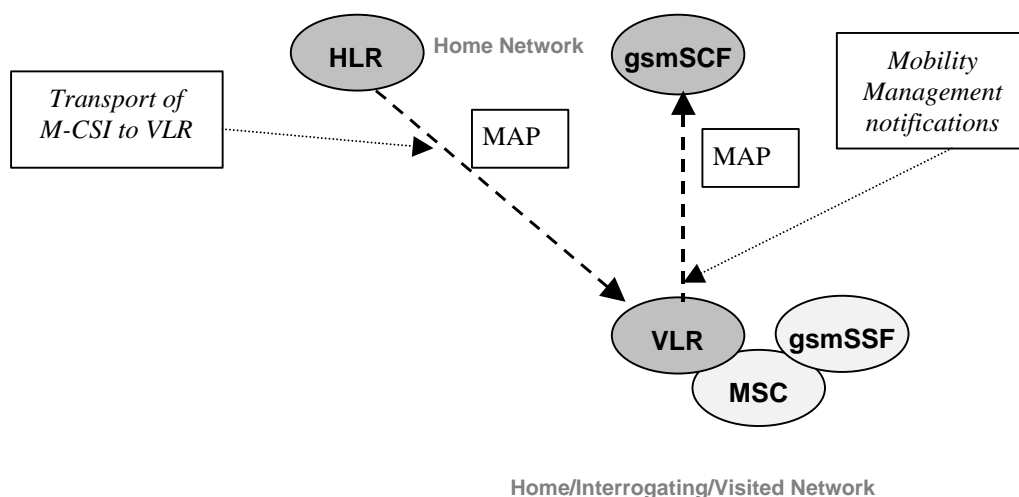 HLR
Home Network
gsmSCF
Mobility
Management
notifications
Transport of
M-CSI to VLR
MAP
MAP
VLR
gsmSSF
MSC
Home/Interrogating/Visited Network